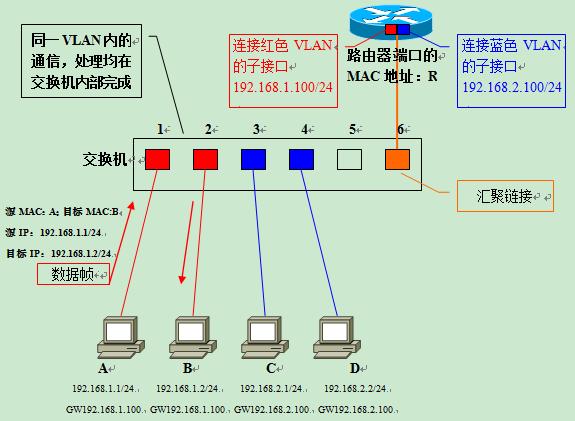 同一 VLAN 内的
通信，处理均在
交换机内部完成
连接红色 VLAN
的子接口
192.168.1.100/24
路由器端口的
MAC 地址：R
连接蓝色 VLAN
的子接口
192.168.2.100/24
1 2 3 4 5 6
交换机
汇聚链接
源 MAC: A; 目标 MAC:B
源 IP：192.168.1.1/24
目标 IP：192.168.1.2/24
数据帧
A B C D
192.168.1.1/24 192.168.1.2/24 192.168.2.1/24 192.168.2.2/24
GW192.168.1.100 GW192.168.1.100 GW192.168.2.100 GW192.168.2.100